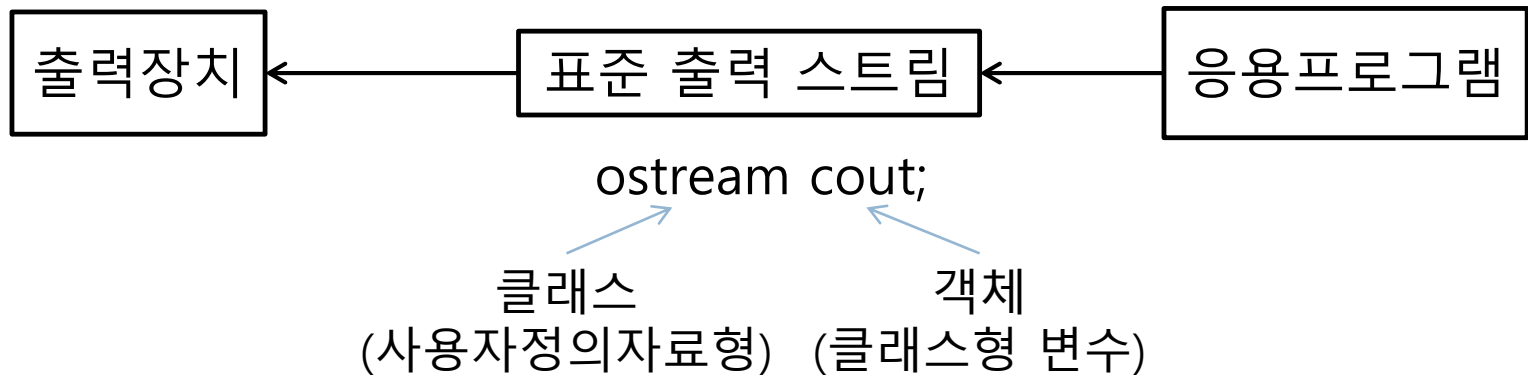 출력장치 표준 출력 스트림 응용프로그램
ostream cout;
클래스 객체
(사용자정의자료형) (클래스형 변수)